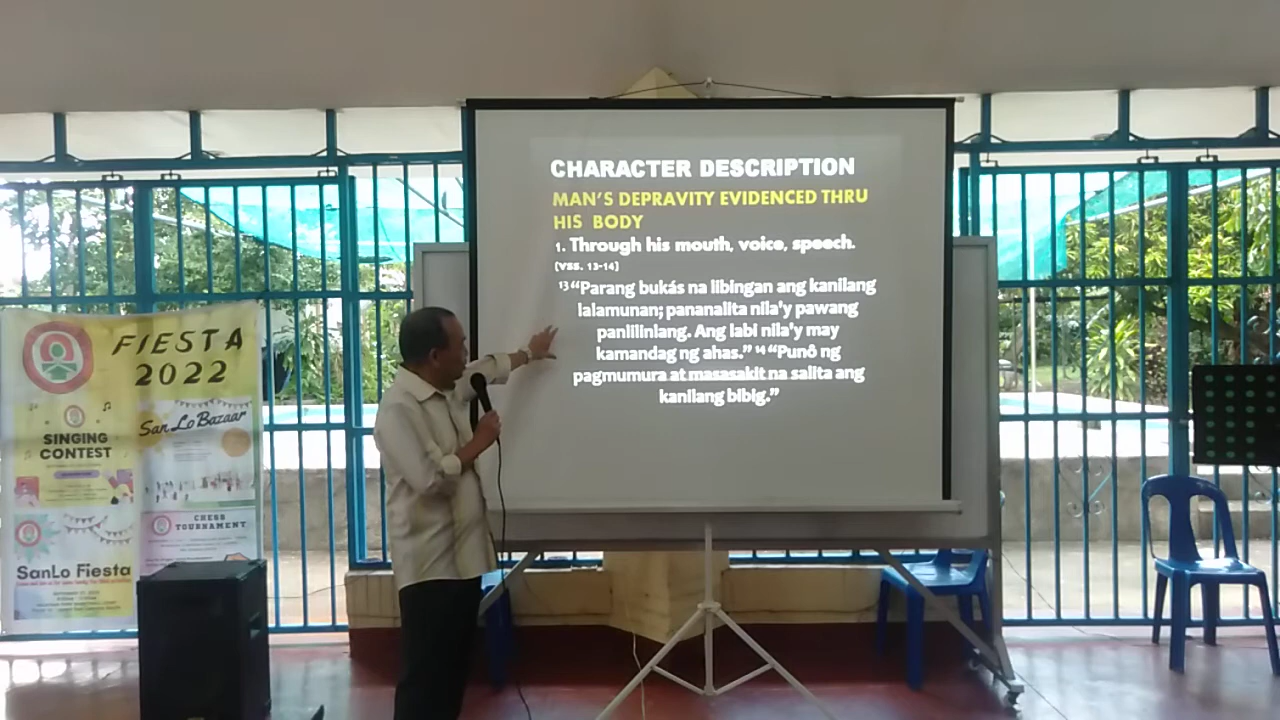 CHARACTER DESCRIPTION
MAN'S DEPRAVITY EVIDENCED THRU
HIS BODY
1. Through his mouth, voice, speech.
(vss. 13-14)
13 “Parang bukás na libingan ang kanilang
lalamunan; pananalita nila'y pawang
panlilinlang. Ang labi nila'y may
kamandag ng ahas.” 14 “Punô ng
pagmumura at masasakit na salita ang
kanilang bibig.”
FIESTA
2022
SINGING
CONTEST
San Lo Bazaar
CHESS
TOURNAMENT
SanLo Fiesta